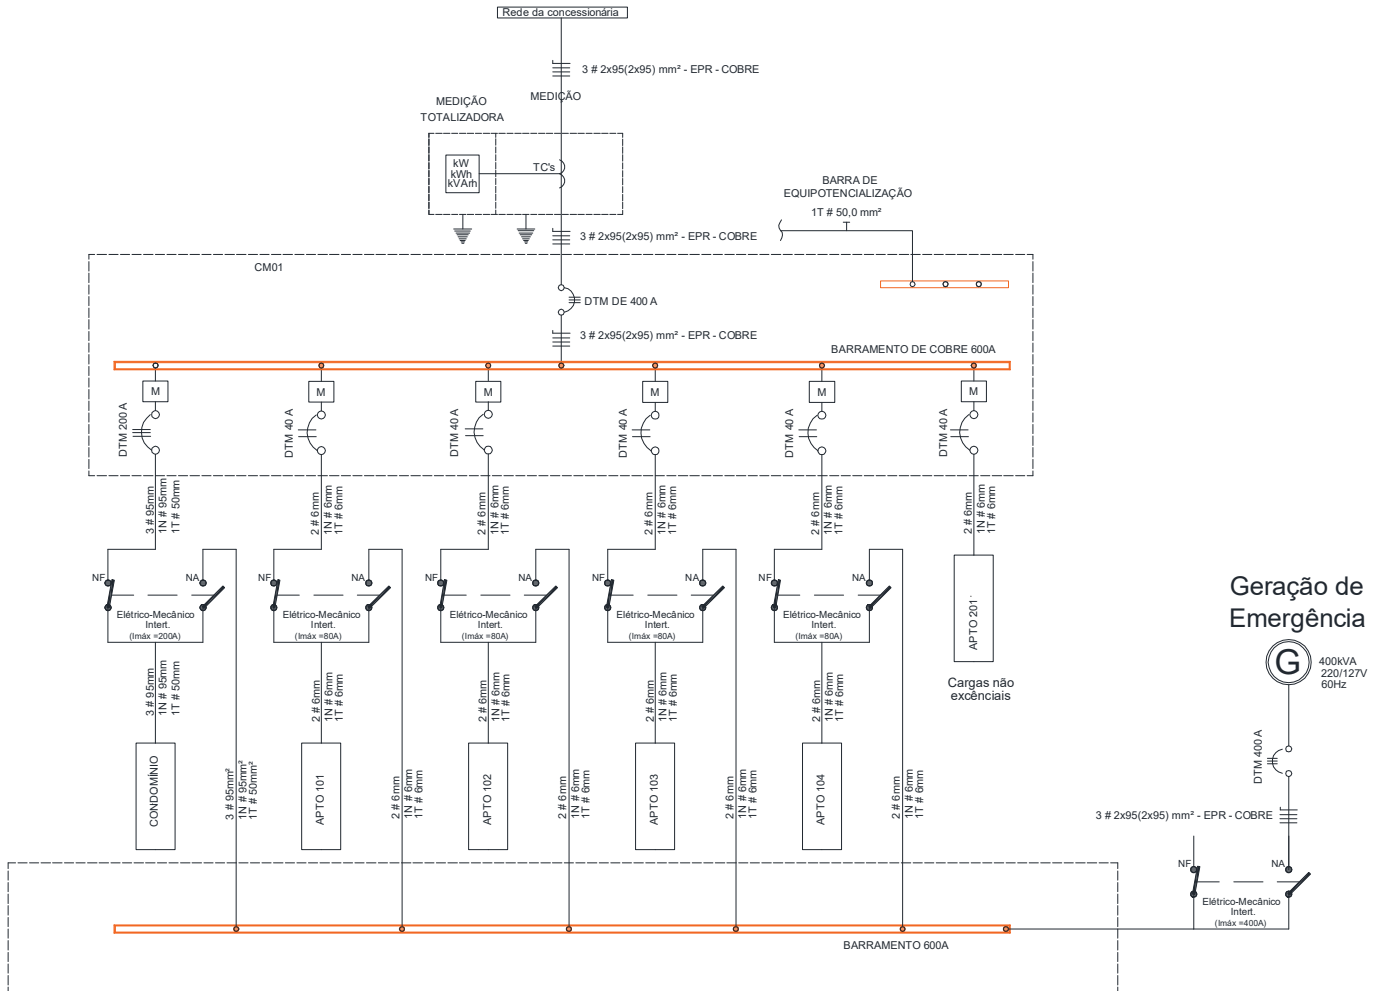 Rede da concessionária
3 # 2x95(2x95) mm² - EPR - COBRE
MEDIÇÃO
MEDIÇÃO
TOTALIZADORA
kW
kWh
kVArh
TC's
BARRA DE
EQUIPOTENCIALIZAÇÃO
1T # 50,0 mm²
3 # 2x95(2x95) mm² - EPR - COBRE
CM01
DTM DE 400 A
3 # 2x95(2x95) mm² - EPR - COBRE
BARRAMENTO DE COBRE 600A
M
M
M
M
M
M
DTM 200 A
DTM 40 A
DTM 40 A
DTM 40 A
DTM 40 A
DTM 40 A
3 # 95mm
1N # 95mm
1T # 50mm
2 # 6mm
1N # 6mm
1T # 6mm
2 # 6mm
1N # 6mm
1T # 6mm
2 # 6mm
1N # 6mm
1T # 6mm
2 # 6mm
1N # 6mm
1T # 6mm
2 # 6mm
1N # 6mm
1T # 6mm
NF
NA
Elétrico-Mecânico
Intert.
(Imáx =200A)
NF
NA
Elétrico-Mecânico
Intert.
(Imáx =80A)
NF
NA
Elétrico-Mecânico
Intert.
(Imáx =80A)
NF
NA
Elétrico-Mecânico
Intert.
(Imáx =80A)
NF
NA
Elétrico-Mecânico
Intert.
(Imáx =80A)
APTO 201
Cargas não
excênciais
Geração de
Emergência
G
400kVA
220/127V
60Hz
3 # 95mm
1N # 95mm
1T # 50mm
2 # 6mm
1N # 6mm
1T # 6mm
2 # 6mm
1N # 6mm
1T # 6mm
2 # 6mm
1N # 6mm
1T # 6mm
2 # 6mm
1N # 6mm
1T # 6mm
CONDOMÍNIO
3 # 95mm²
1N # 95mm²
1T # 50mm²
APTO 101
2 # 6mm
1N # 6mm
1T # 6mm
APTO 102
2 # 6mm
1N # 6mm
1T # 6mm
APTO 103
2 # 6mm
1N # 6mm
1T # 6mm
APTO 104
2 # 6mm
1N # 6mm
1T # 6mm
DTM 400 A
3 # 2x95(2x95) mm² - EPR - COBRE
NF
NA
Elétrico-Mecânico
Intert.
(Imáx =400A)
BARRAMENTO 600A